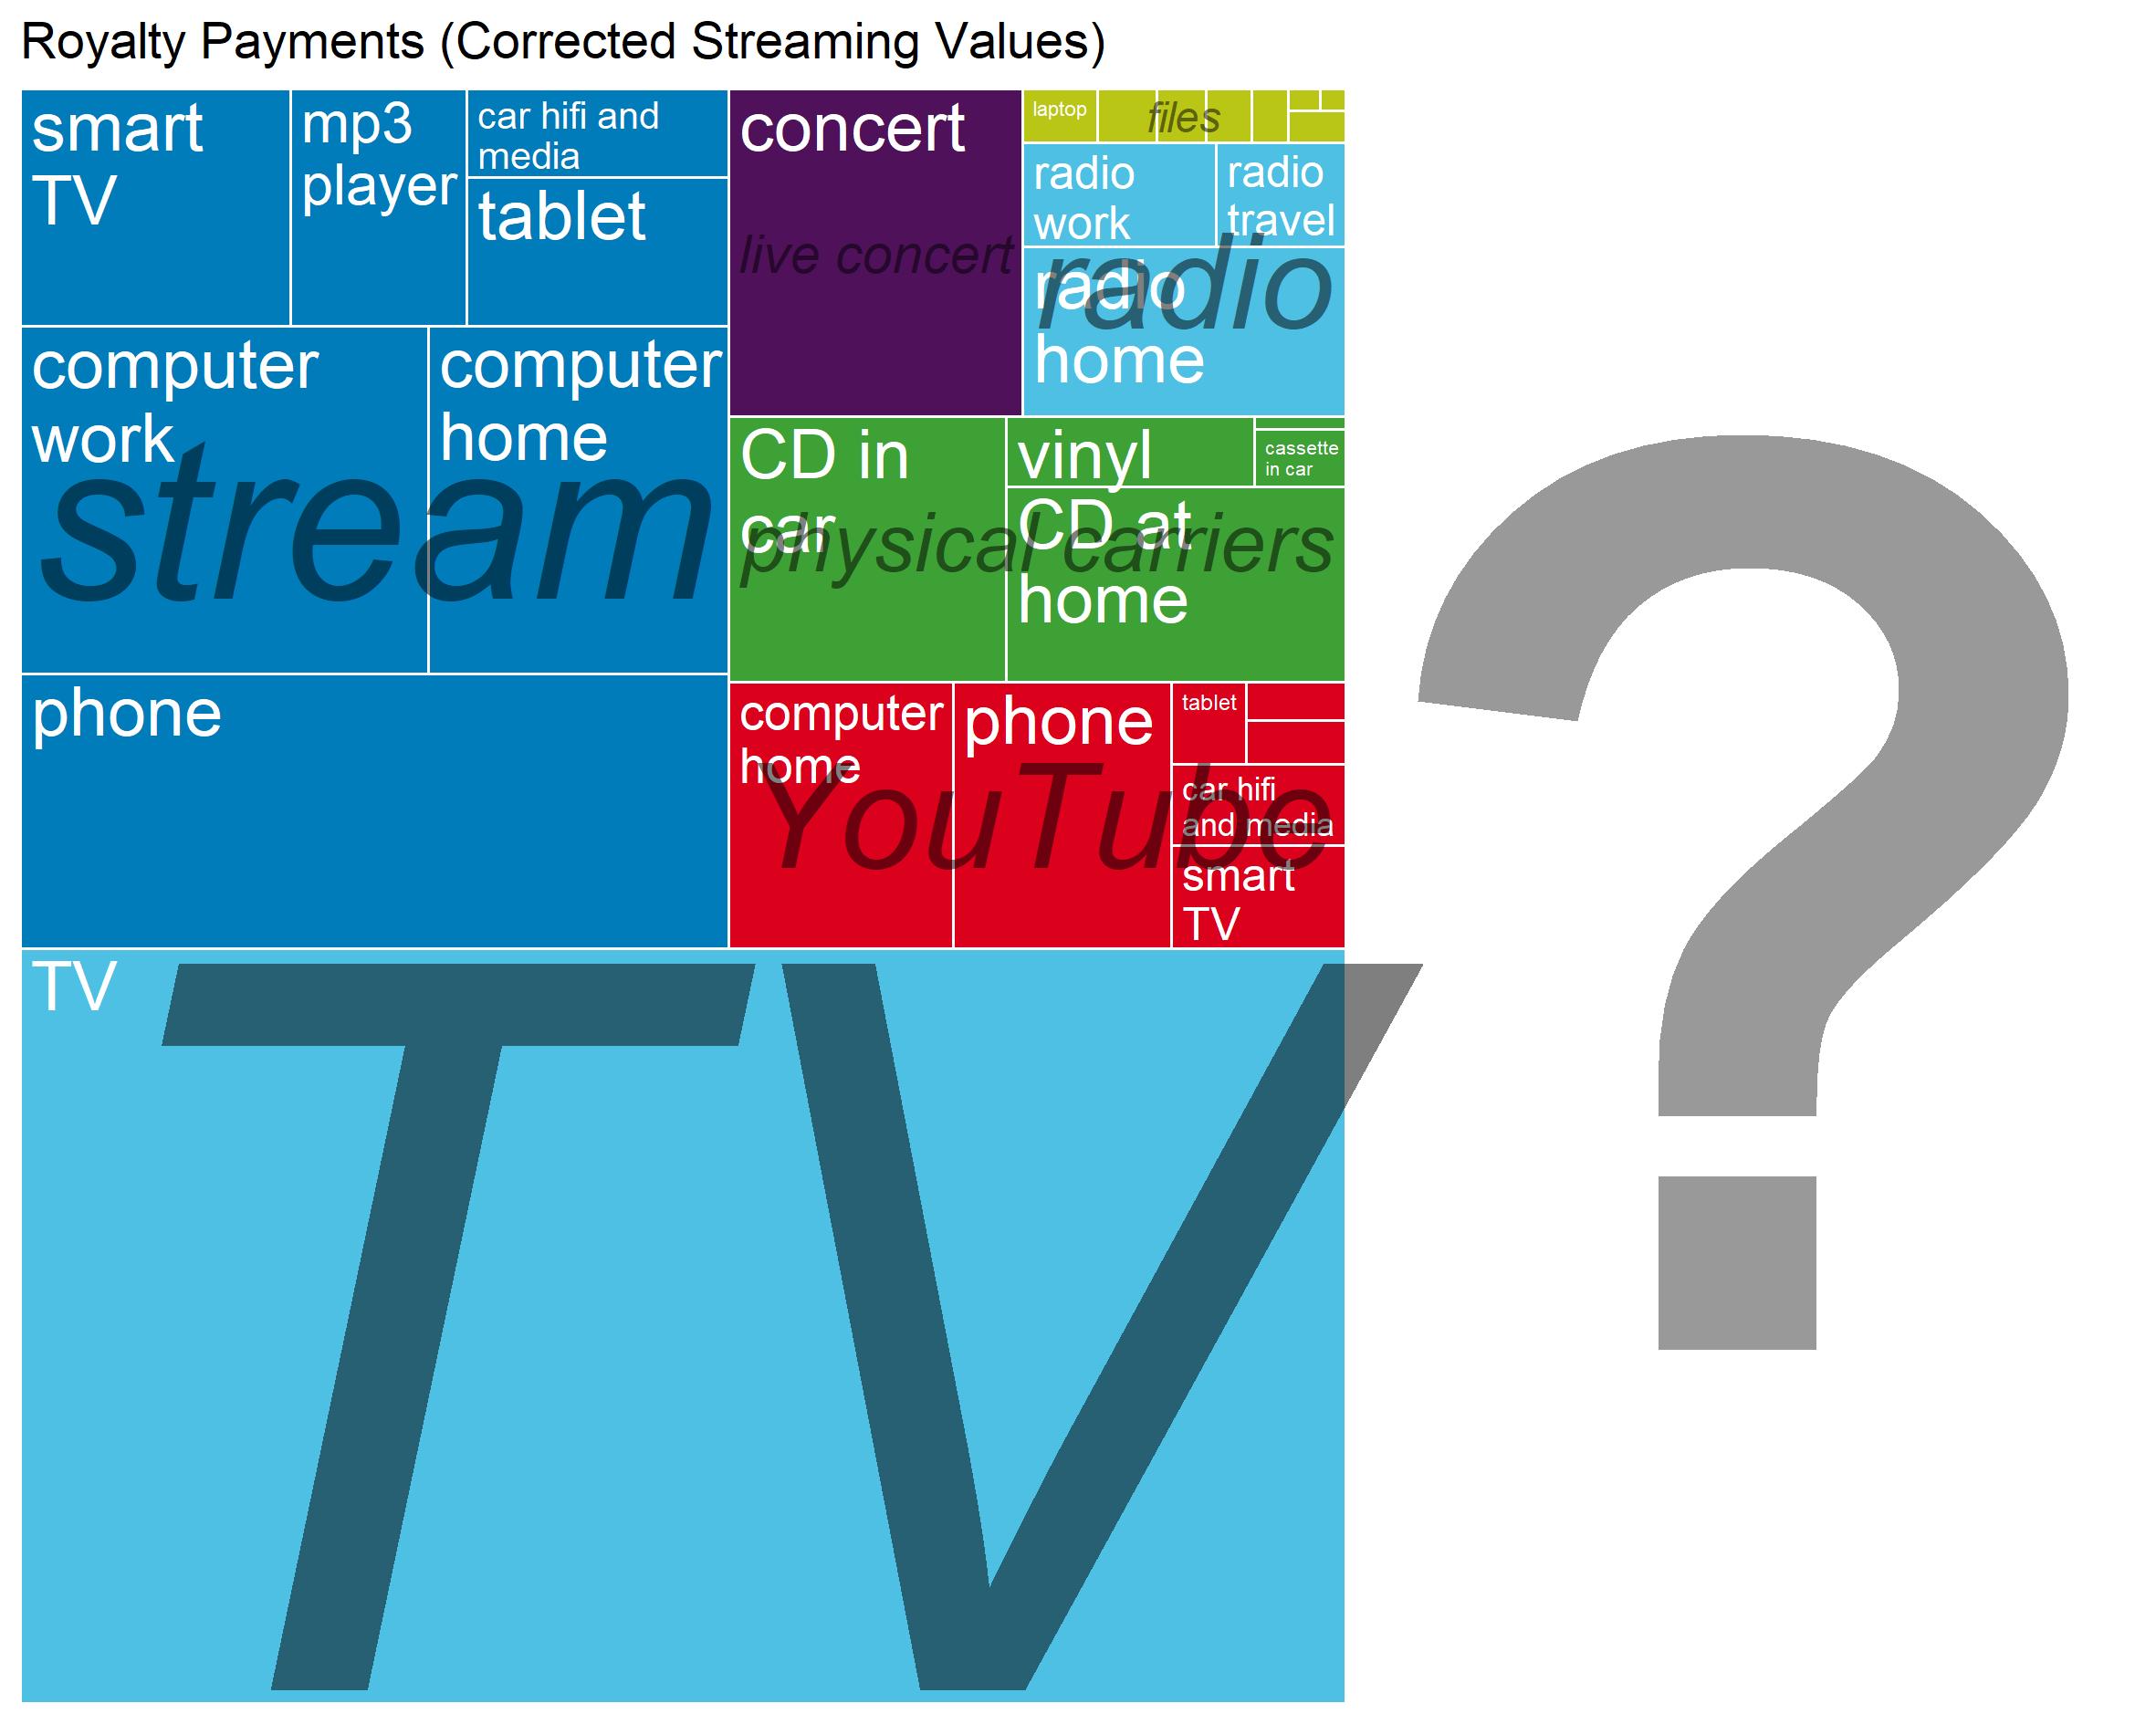 Royalty Payments (Corrected Streaming Values)
smart
TV
mp3
player
car hifi and
media
tablet
computer
work
computer
home
stream
phone
concert
live concert
laptop
files
radio
work
radio
travel
radio
home
radio
CD in
car
vinyl
cassette
in car
CD at
home
physical carriers
computer
home
phone
tablet
car hifi
and media
smart
TV
YouTube
TV
TV
?